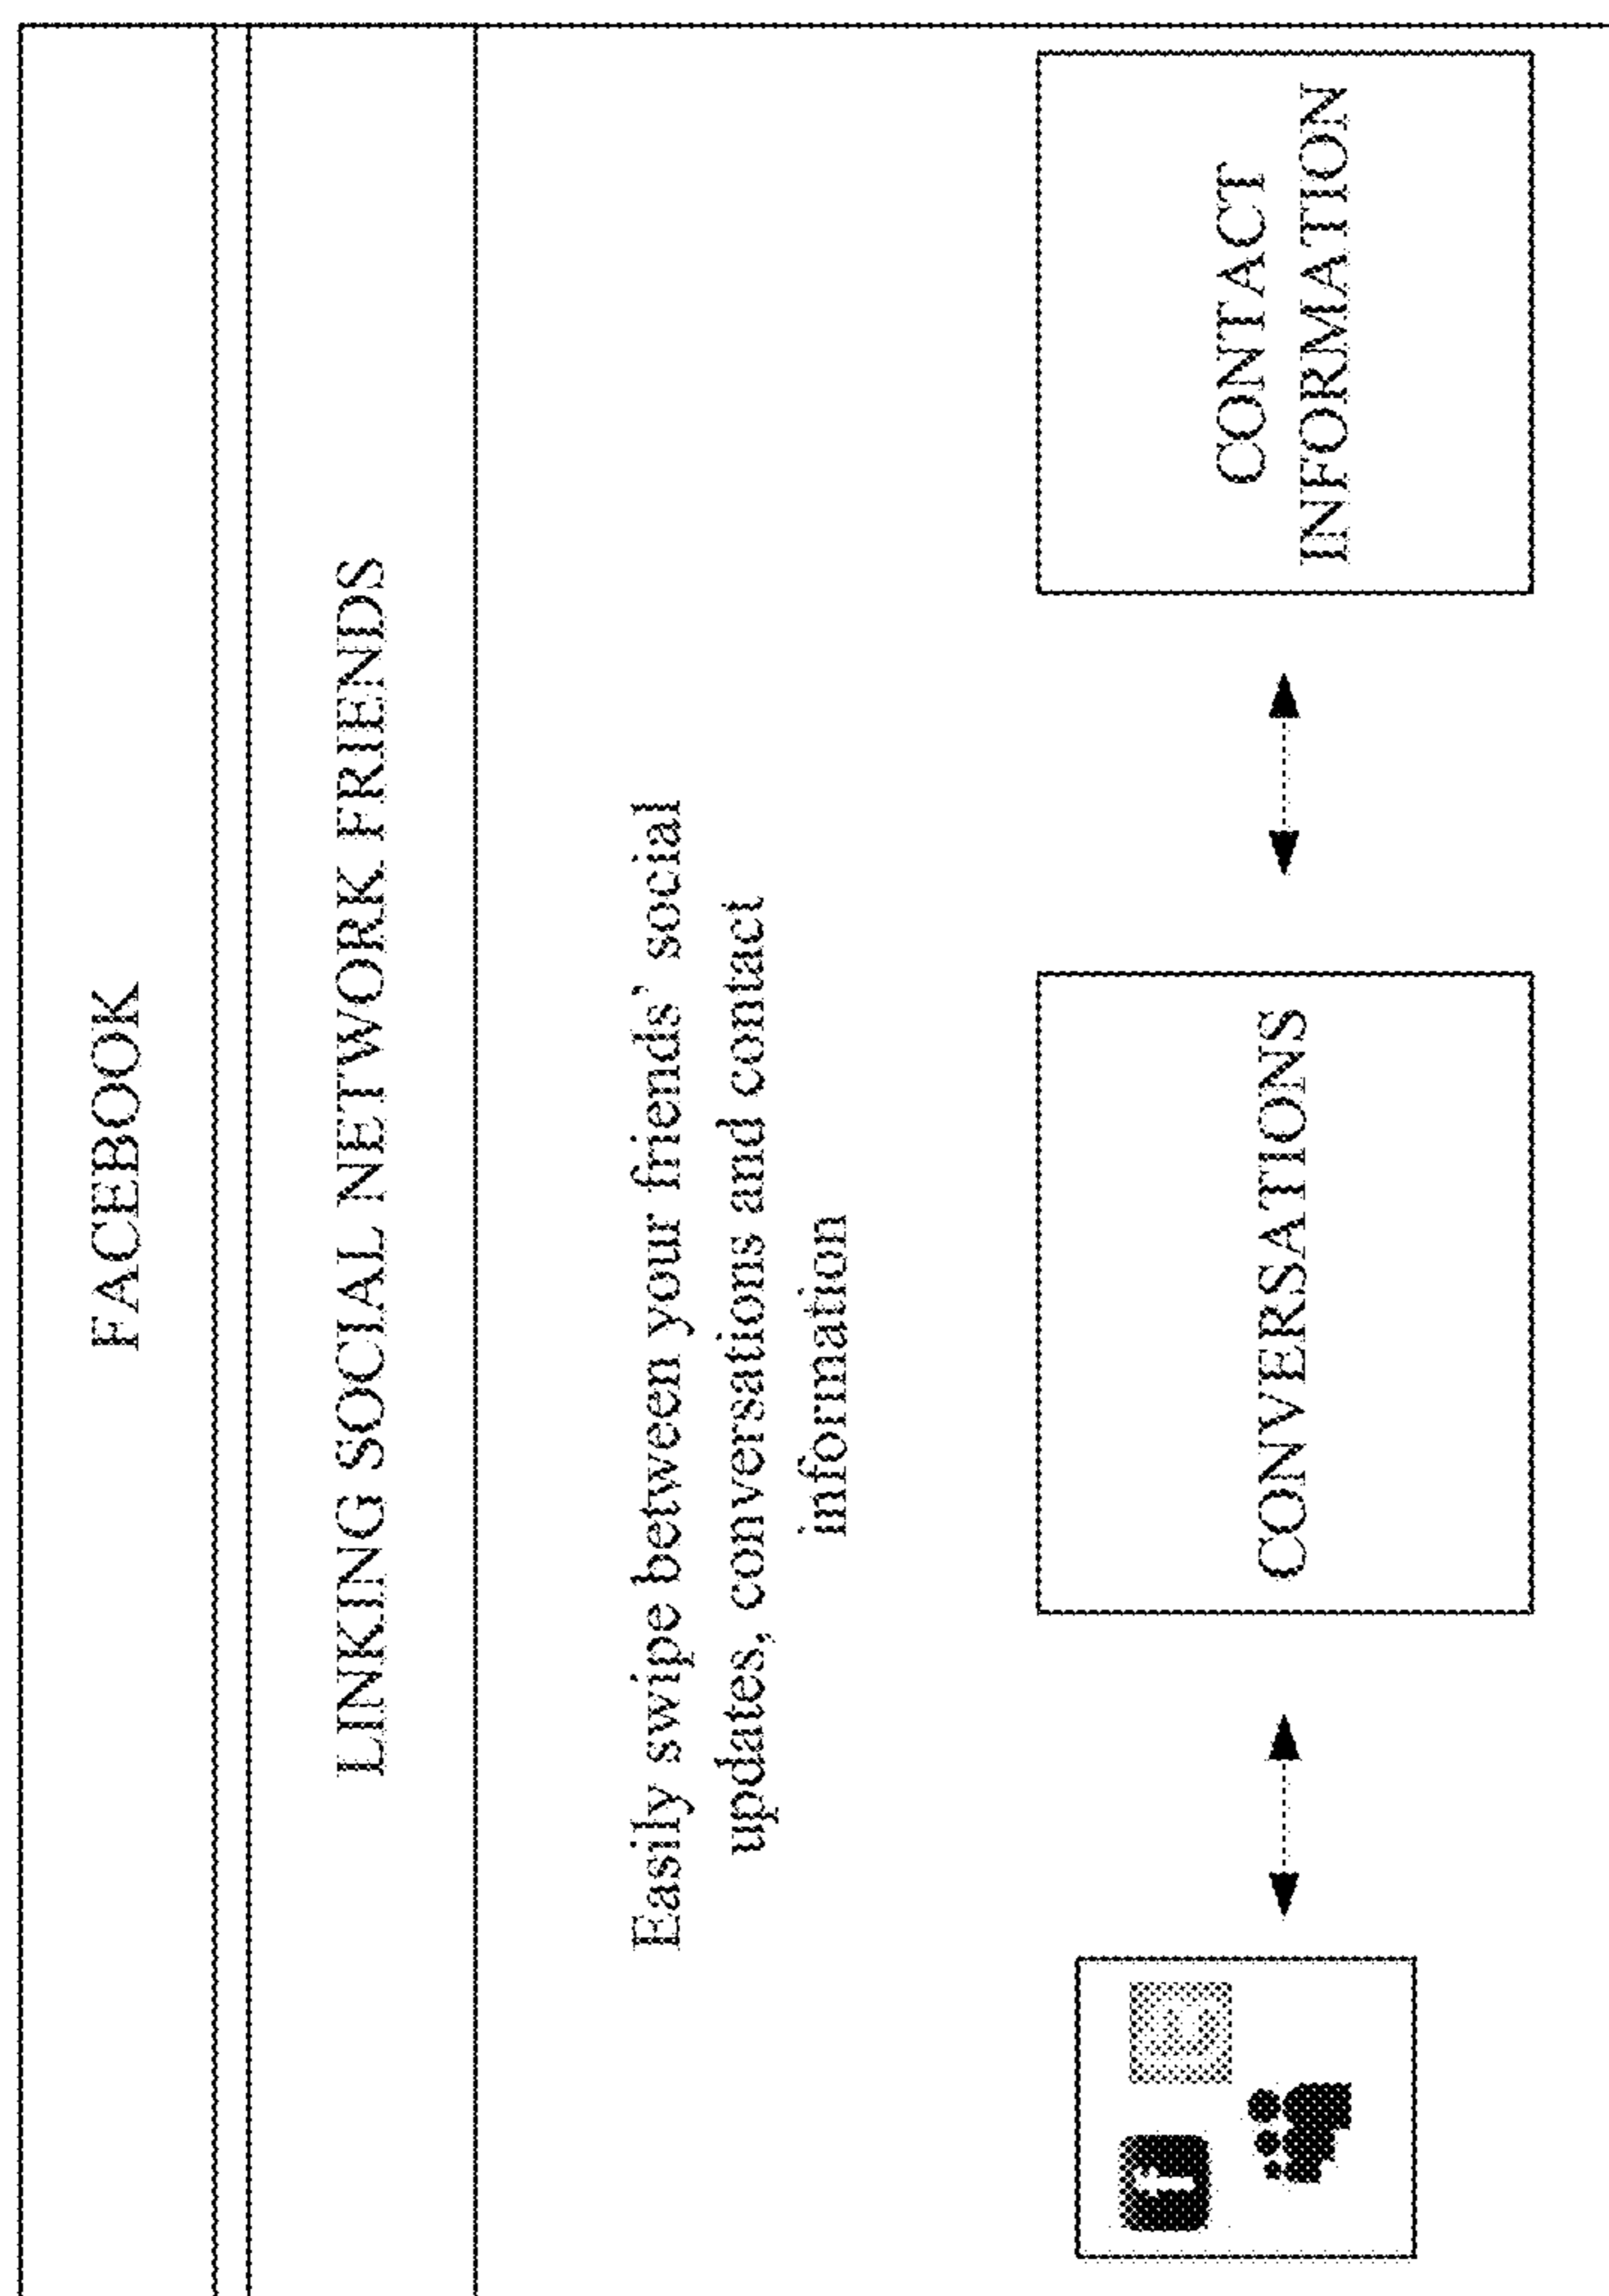 FACEBOOK
LINKING SOCIAL NETWORK FRIENDS
Easily swipe between your friends' social
updates, conversations and contact
information
CONVERSATIONS
CONTACT
INFORMATION